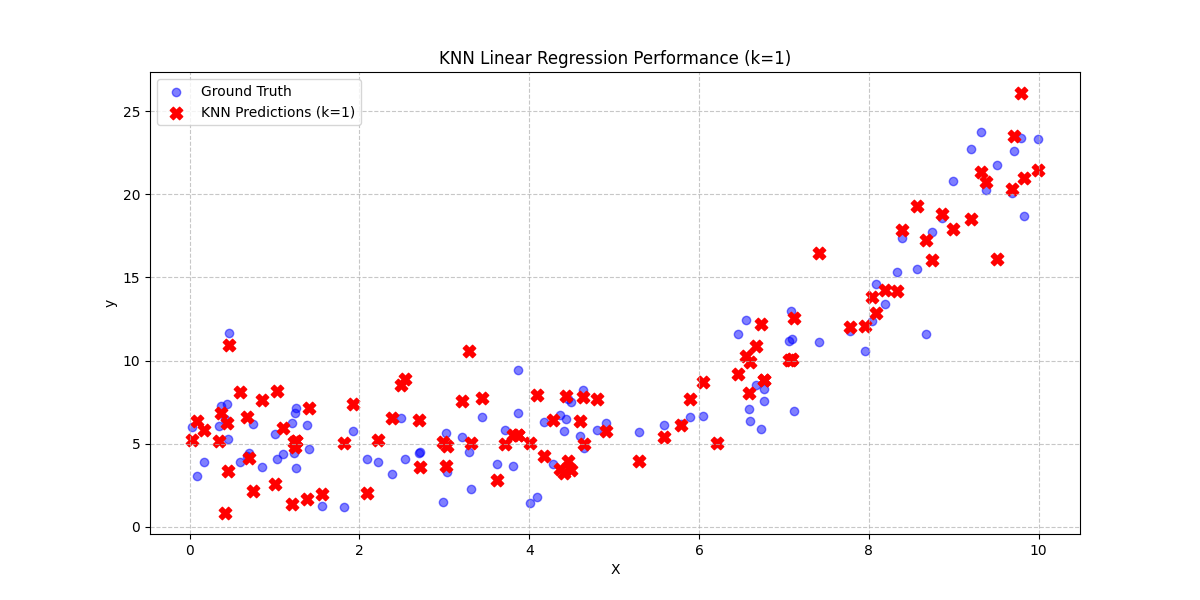 KNN Linear Regression Performance (k=1)
Ground Truth
KNN Predictions (k=1)
25
20
15
10
5
0
y
0 2 4 6 8 10
X